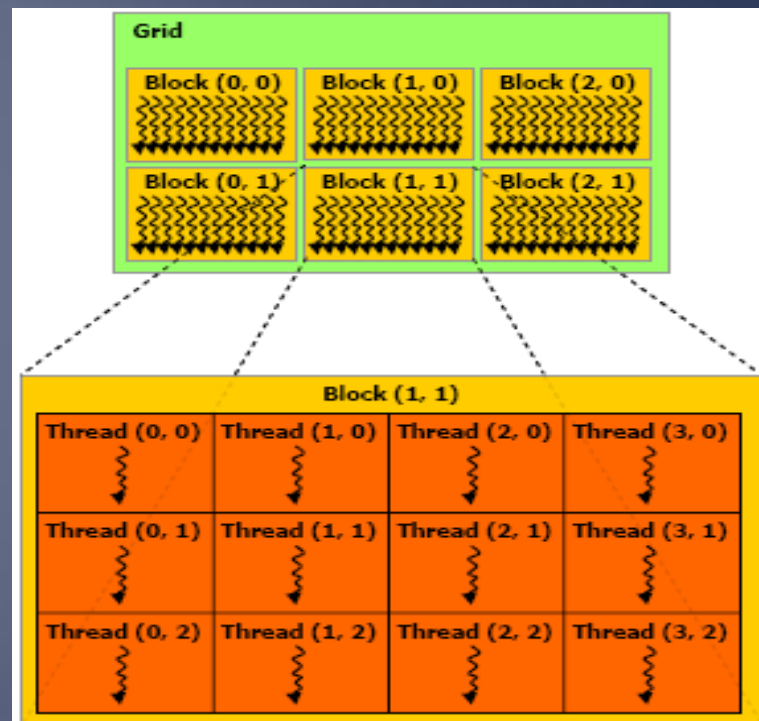 Grid
Block (0, 0) Block (1, 0) Block (2, 0)
Block (0, 1) Block (1, 1) Block (2, 1)
Block (1, 1)
Thread (0, 0) Thread (1, 0) Thread (2, 0) Thread (3, 0)
Thread (0, 1) Thread (1, 1) Thread (2, 1) Thread (3, 1)
Thread (0, 2) Thread (1, 2) Thread (2, 2) Thread (3, 2)